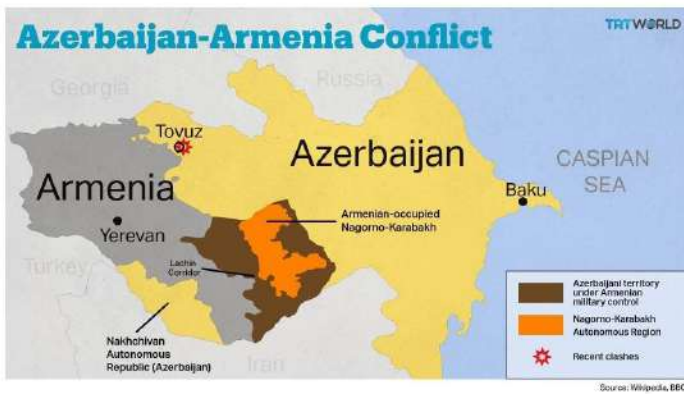 Azerbaijan-Armenia Conflict
TRTWORLD
Georgia
Russia
Tovuz
Azerbaijan
CASPIAN
SEA
Armenia
Baku
Armenian-occupied
Nagorno-Karabakh
Yerevan
Lachin
Corridor
Turkey
Nakhchivan
Autonomous
Republic (Azerbaijan)
Iran
Azerbaijani territory
under Armenian
military control
Nagorno-Karabakh
Autonomous Region
Recent clashes
Source: Wikipedia, BBC